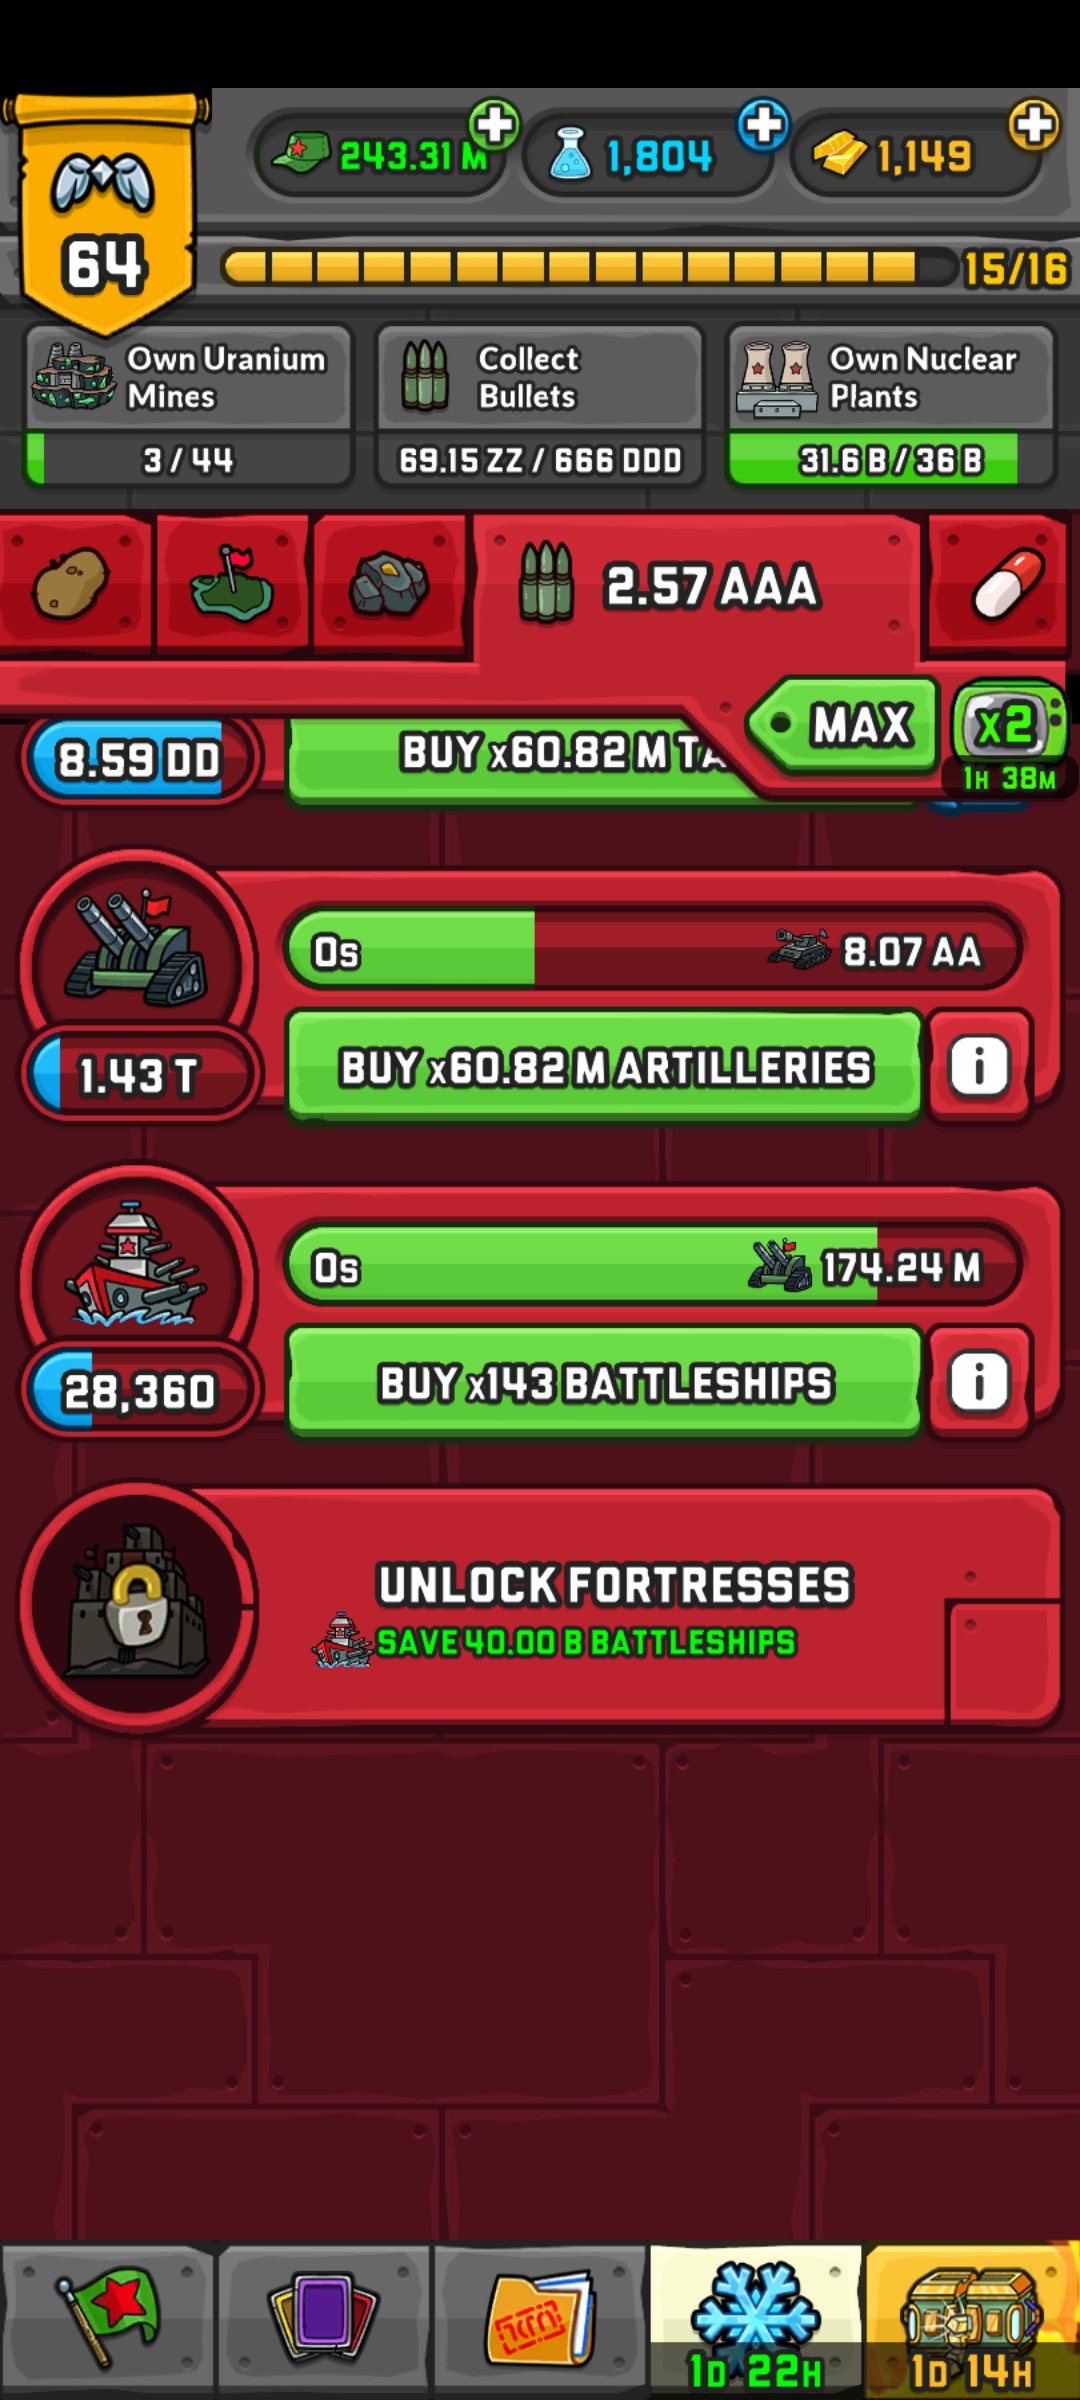 64
243.31 M
1,804
1,149
15/16
Own Uranium
Mines
3 / 44
Collect
Bullets
69.15 ZZ / 666 DDD
Own Nuclear
Plants
31.6 B / 36 B
2.57 AAA
MAX
x2
1H 38M
8.59 DD
BUY x60.82 M TA
0s
8.07 AA
1.43 T
BUY x60.82 M ARTILLERIES
i
0s
174.24 M
28,360
BUY x143 BATTLESHIPS
i
UNLOCK FORTRESSES
SAVE 40.00 B BATTLESHIPS
1D 22H
1D 14H